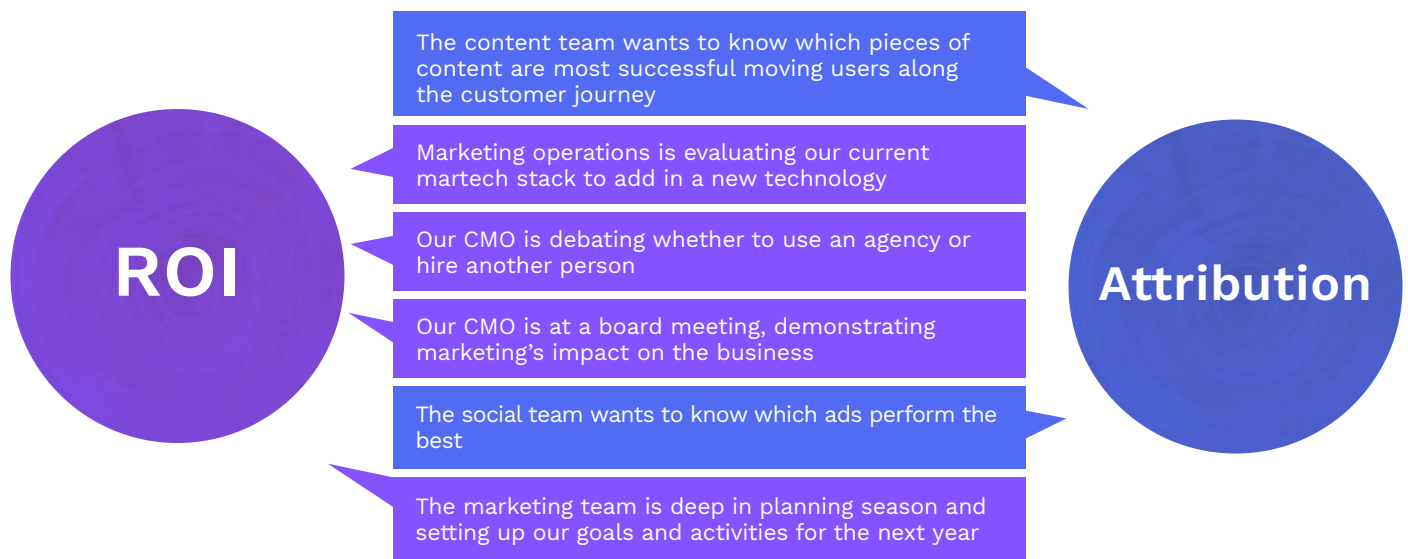 The content team wants to know which pieces of
content are most successful moving users along
the customer journey
Marketing operations is evaluating our current
martech stack to add in a new technology
Our CMO is debating whether to use an agency or
hire another person
ROI
Attribution
Our CMO is at a board meeting, demonstrating
marketing’s impact on the business
The social team wants to know which ads perform the
best
The marketing team is deep in planning season and
setting up our goals and activities for the next year